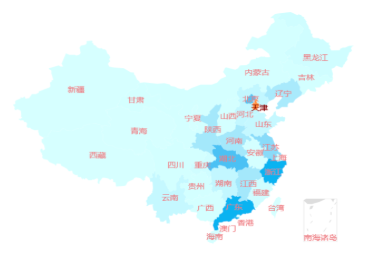 黑龙江
内蒙古
吉林
新疆
辽宁
北京
甘肃
天津
河北
宁夏
山西
山东
青海
陕西
河南
江苏
西藏
安徽
上海
四川
重庆
湖北
浙江
湖南
江西
贵州
福建
云南
广西
广东
台湾
香港
澳门
海南
南海诸岛